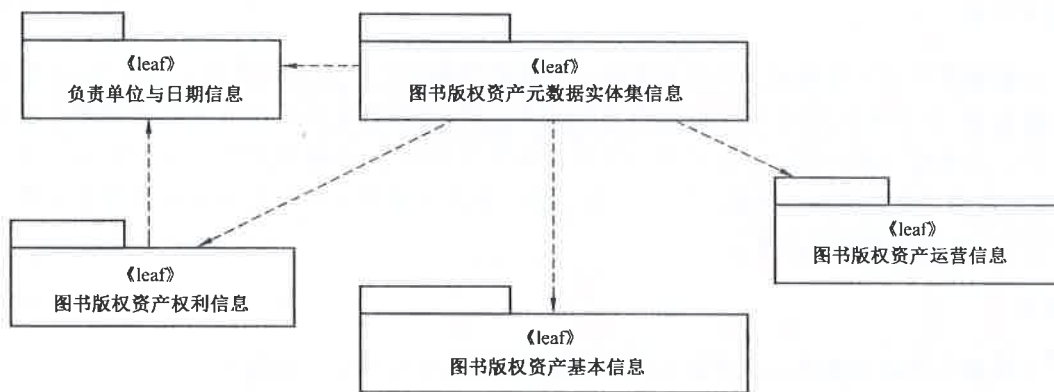 《leaf》
负责单位与日期信息
《leaf》
图书版权资产元数据实体集信息
《leaf》
图书版权资产运营信息
《leaf》
图书版权资产权利信息
《leaf》
图书版权资产基本信息